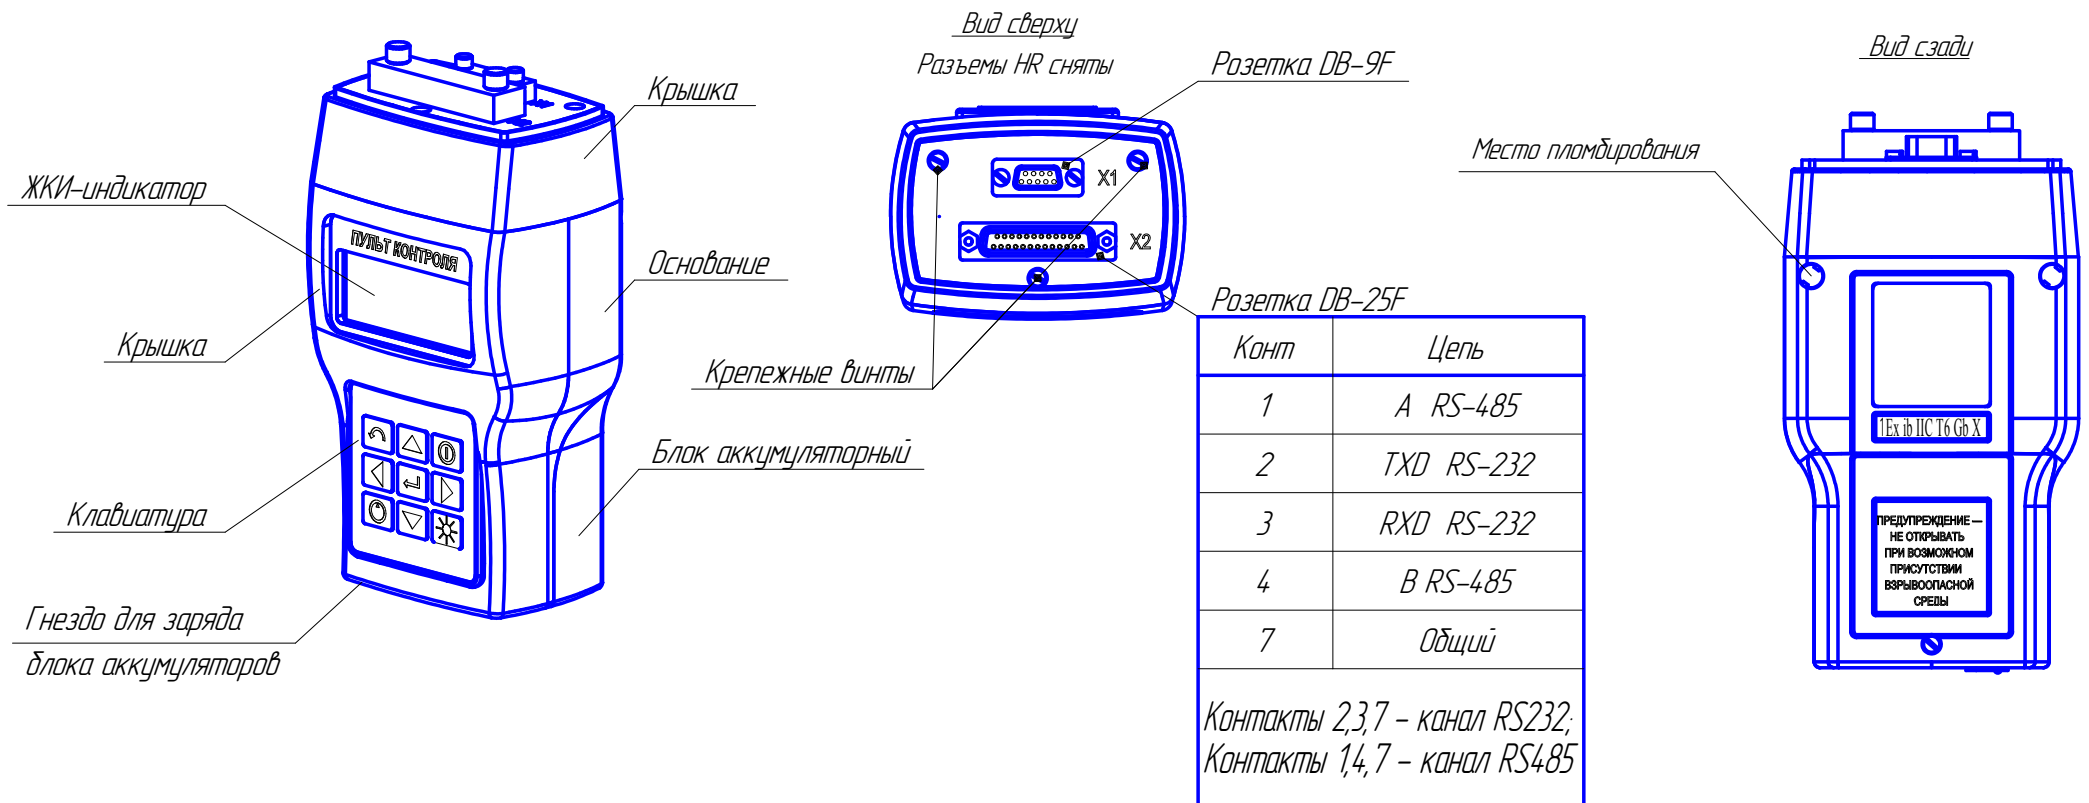 Крышка
ЖКИ-индикатор
ПУЛЬТ КОНТРОЛЯ
Основание
Крышка
Блок аккумуляторный
Клавиатура
Гнездо для заряда
блока аккумуляторов
Вид сверху
Разъемы HR сняты
Розетка DB-9F
X1
X2
Розетка DB-25F
Крепежные винты
Конт Цепь
1 A RS-485
2 TXD RS-232
3 RXD RS-232
4 B RS-485
7 Общий
Контакты 2,3,7 - канал RS232;
Контакты 1,4,7 - канал RS485
Вид сзади
Место пломбирования
1Ex ib IIC T6 Gb X
ПРЕДУПРЕЖДЕНИЕ —
НЕ ОТКРЫВАТЬ
ПРИ ВОЗМОЖНОМ
ПРИСУТСТВИИ
ВЗРЫВООПАСНОЙ
СРЕДЫ